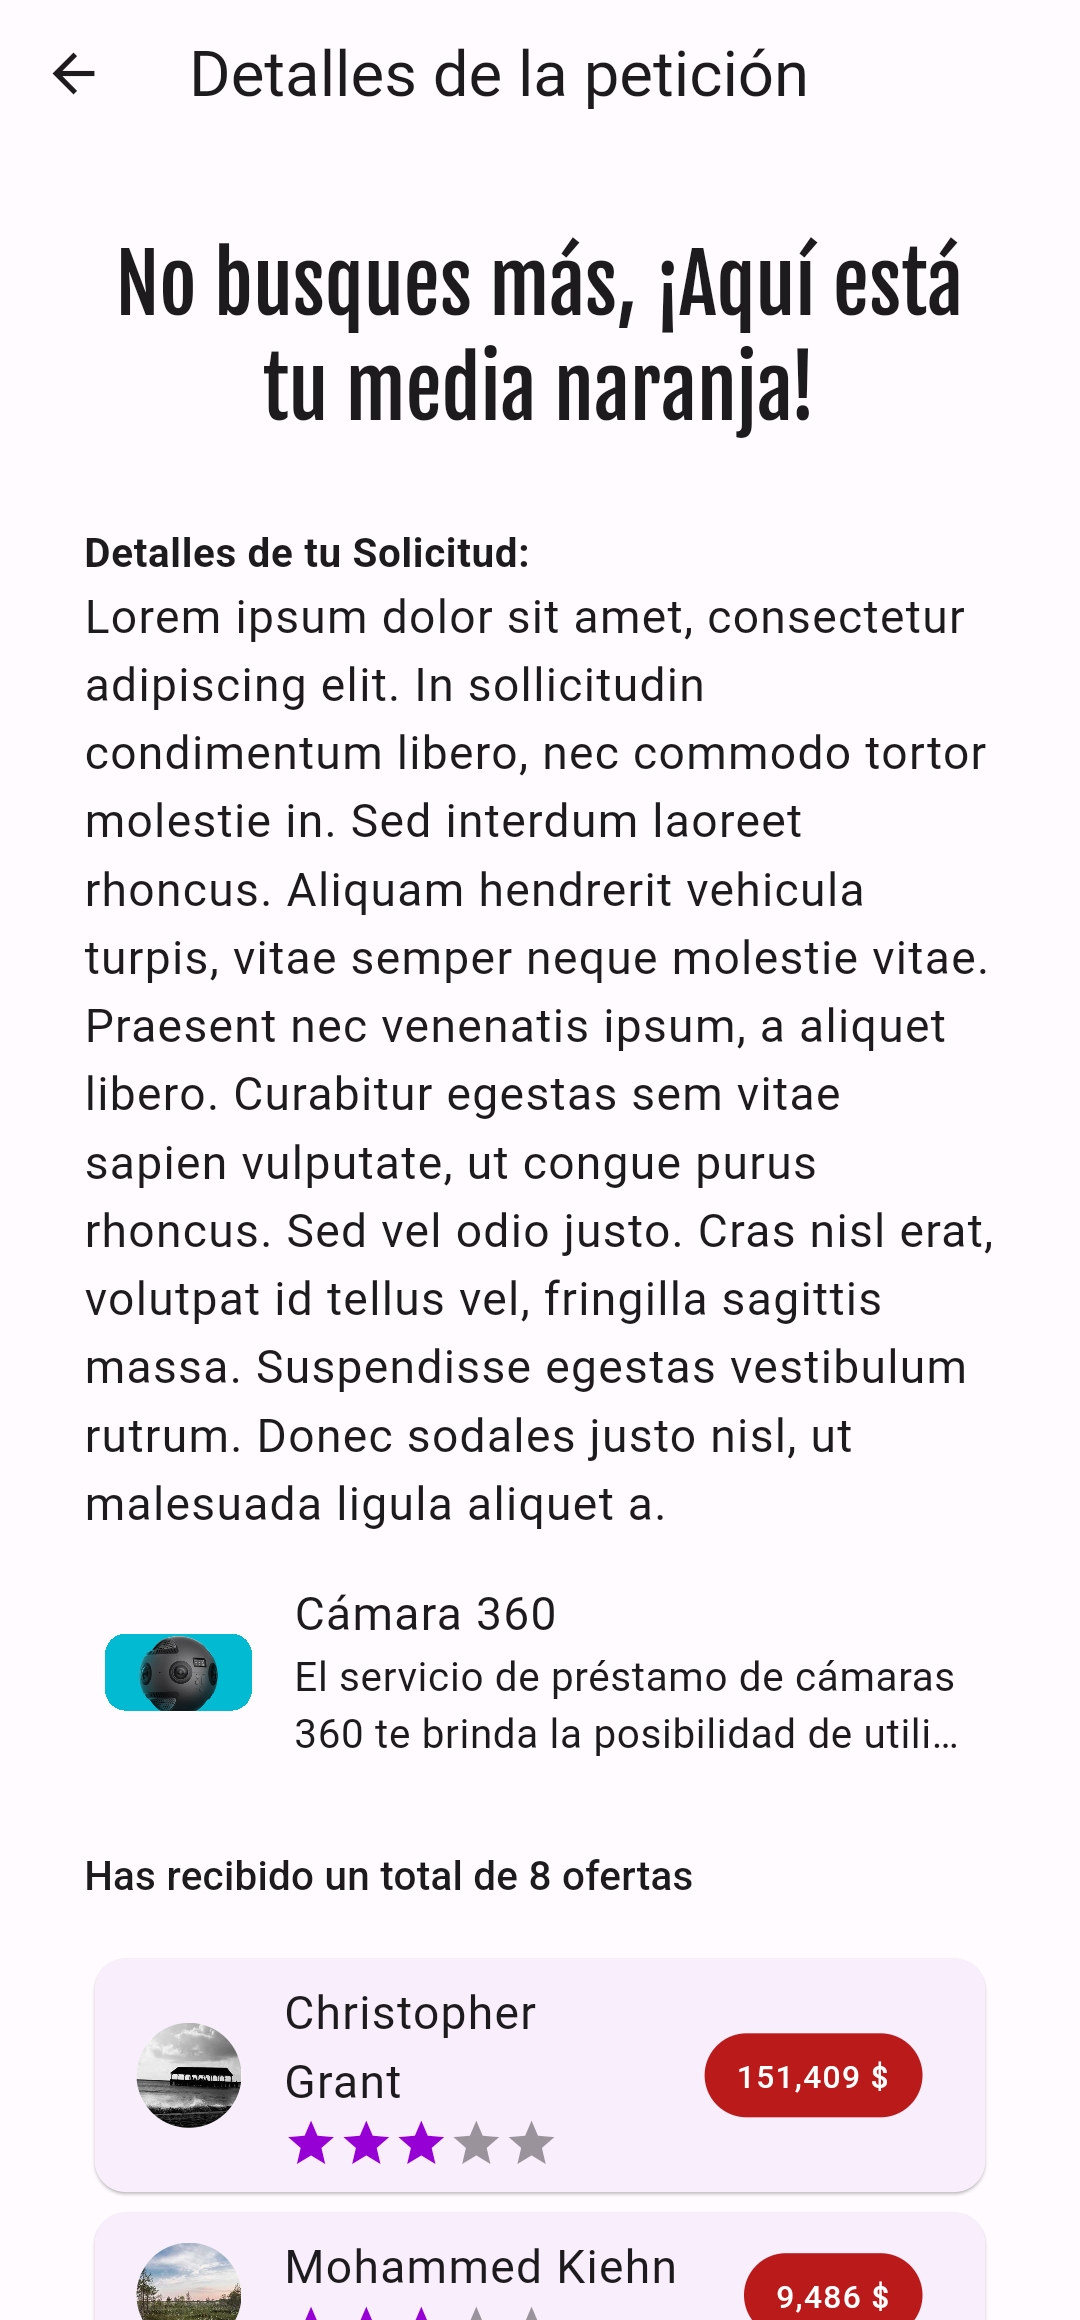 Detalles de la petición
No busques más, ¡Aquí está
tu media naranja!
Detalles de tu Solicitud:
Lorem ipsum dolor sit amet, consectetur
adipiscing elit. In sollicitudin
condimentum libero, nec commodo tortor
molestie in. Sed interdum laoreet
rhoncus. Aliquam hendrerit vehicula
turpis, vitae semper neque molestie vitae.
Praesent nec venenatis ipsum, a aliquet
libero. Curabitur egestas sem vitae
sapien vulputate, ut congue purus
rhoncus. Sed vel odio justo. Cras nisl erat,
volutpat id tellus vel, fringilla sagittis
massa. Suspendisse egestas vestibulum
rutrum. Donec sodales justo nisl, ut
malesuada ligula aliquet a.
Cámara 360
El servicio de préstamo de cámaras
360 te brinda la posibilidad de utili…
Has recibido un total de 8 ofertas
Christopher
Grant
151,409 $
Mohammed Kiehn
9,486 $